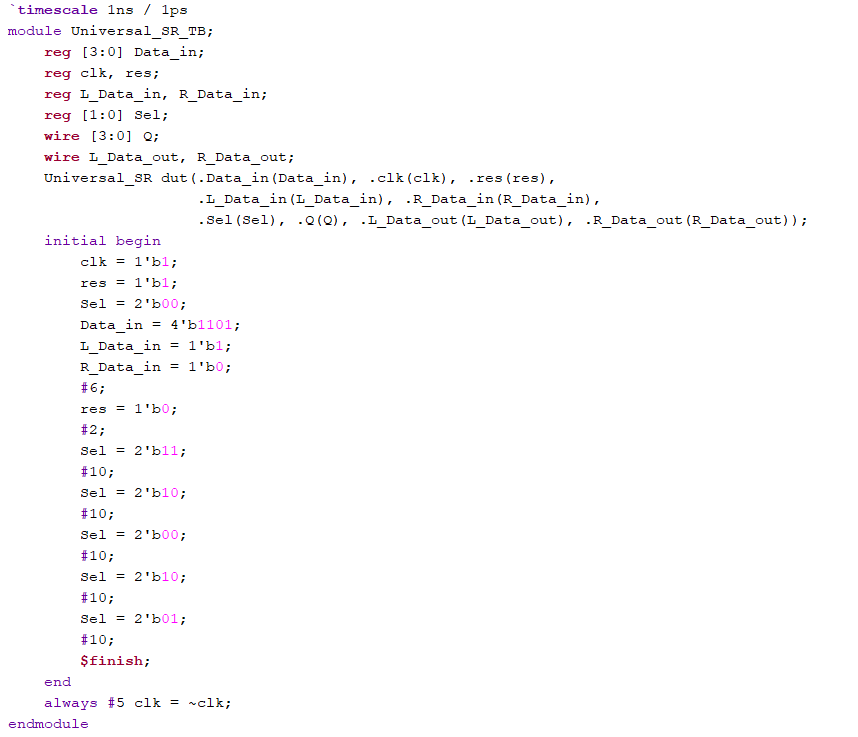 `timescale 1ns / 1ps
module Universal_SR_TB;
    reg [3:0] Data_in;
    reg clk, res;
    reg L_Data_in, R_Data_in;
    reg [1:0] Sel;
    wire [3:0] Q;
    wire L_Data_out, R_Data_out;
    Universal_SR dut(.Data_in(Data_in), .clk(clk), .res(res),
                     .L_Data_in(L_Data_in), .R_Data_in(R_Data_in),
                     .Sel(Sel), .Q(Q), .L_Data_out(L_Data_out), .R_Data_out(R_Data_out));
    initial begin
        clk = 1'b1;
        res = 1'b1;
        Sel = 2'b00;
        Data_in = 4'b1101;
        L_Data_in = 1'b1;
        R_Data_in = 1'b0;
        #6;
        res = 1'b0;
        #2;
        Sel = 2'b11;
        #10;
        Sel = 2'b10;
        #10;
        Sel = 2'b00;
        #10;
        Sel = 2'b10;
        #10;
        Sel = 2'b01;
        #10;
        $finish;
    end
    always #5 clk = ~clk;
endmodule